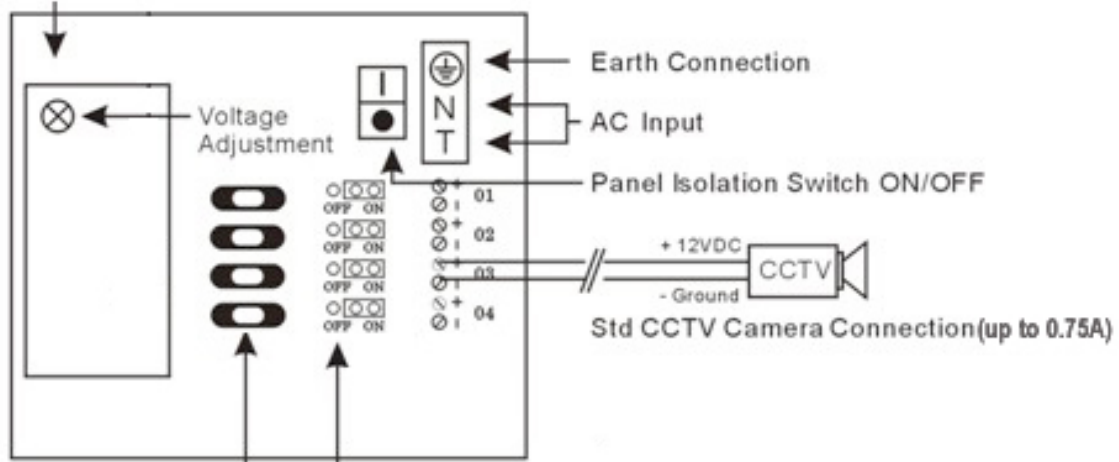 Earth Connection
N
T
AC Input
Voltage
Adjustment
Panel Isolation Switch ON/OFF
OFF ON
+
-
01
OFF ON
+
-
02
OFF ON
+
-
03
OFF ON
+
-
04
+ 12VDC
CCTV
- Ground
Std CCTV Camera Connection(up to 0.75A)